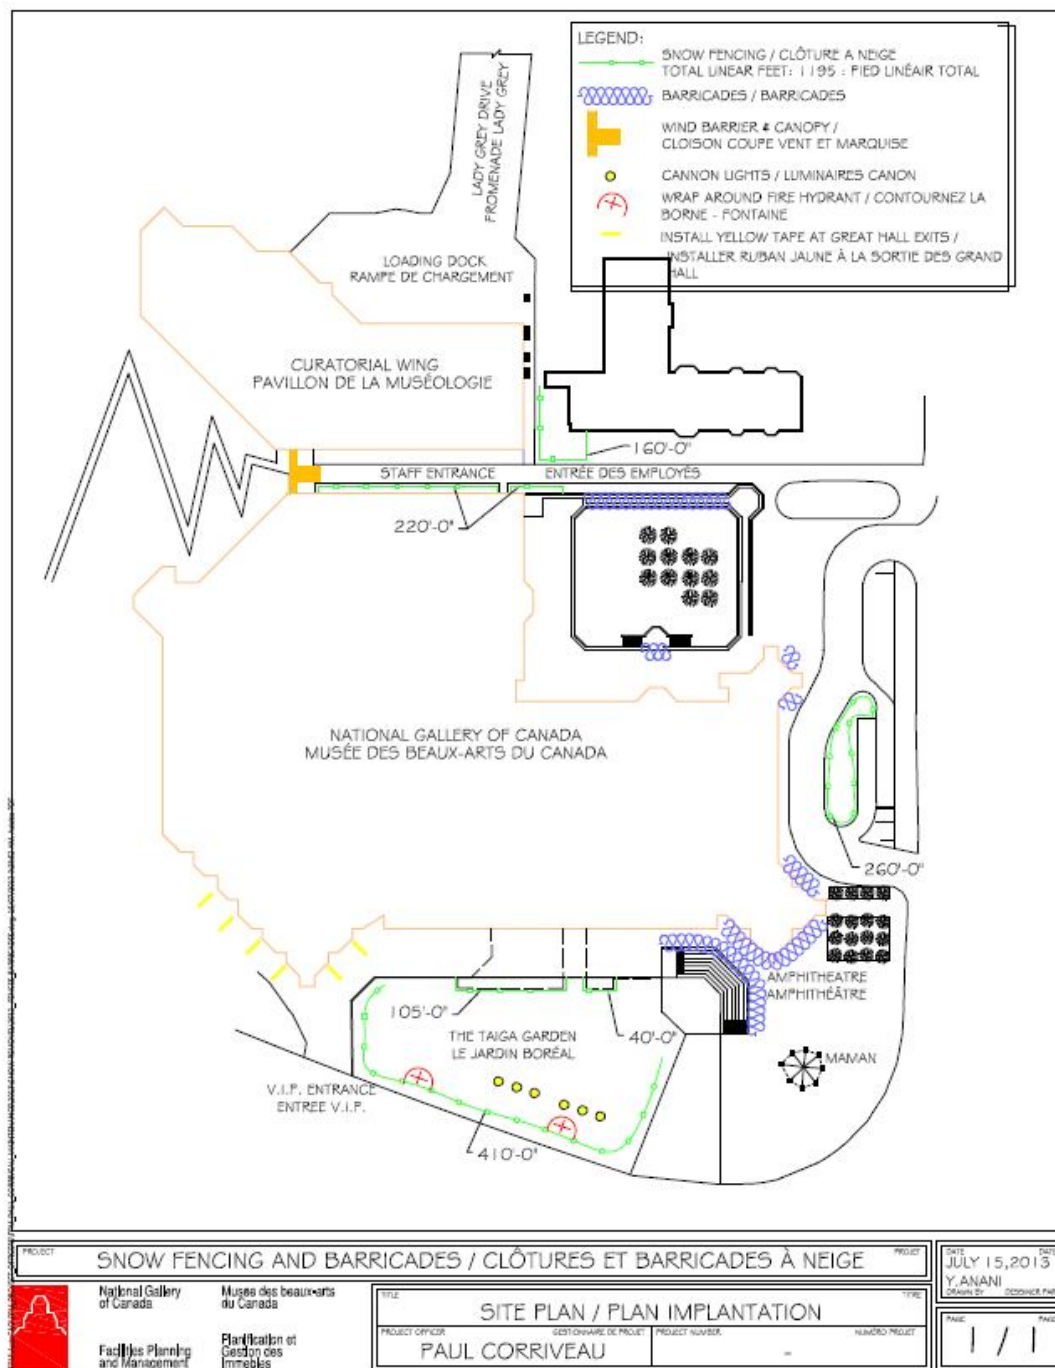 LEGEND:
SNOW FENCING / CLÔTURE A NEIGE
TOTAL LINEAR FEET: 1195 : PIED LINÉAIR TOTAL
BARRICADES / BARRICADES
WIND BARRIER & CANOPY /
CLOISON COUPE VENT ET MARQUISE
CANNON LIGHTS / LUMINAIRES CANON
WRAP AROUND FIRE HYDRANT / CONTOURNEZ LA
BORNE - FONTAINE
INSTALL YELLOW TAPE AT GREAT HALL EXITS /
INSTALLER RUBAN JAUNE À LA SORTIE DES GRAND
HALL
LADY GREY DRIVE
PROMENADE LADY GREY
LOADING DOCK
RAMPE DE CHARGEMENT
CURATORIAL WING
PAVILLON DE LA MUSÉOLOGIE
160'-0"
STAFF ENTRANCE
ENTRÉE DES EMPLOYÉS
220'-0"
NATIONAL GALLERY OF CANADA
MUSÉE DES BEAUX-ARTS DU CANADA
260'-0"
AMPHITHEATRE
AMPHITHÉÂTRE
105'-0"
40'-0"
THE TAIGA GARDEN
LE JARDIN BORÉAL
MAMAN
V.I.P. ENTRANCE
ENTREE V.I.P.
410'-0"
PROJECT
SNOW FENCING AND BARRICADES / CLÔTURES ET BARRICADES À NEIGE
PROJET
DATE
DATE
JULY 15,2013
Y.ANANI
DRAWN BY
DESSINER PAR
National Gallery
of Canada
Musée des beaux-arts
du Canada
Facilities Planning
and Management
Planification et
Gestion des
Immeubles
TITLE
TITRE
SITE PLAN / PLAN IMPLANTATION
PROJECT OFFICER
GESTIONNAIRE DE PROJET
PAUL CORRIVEAU
PROJECT NUMBER
NUMÉRO PROJET
-
PAGE
PAGE
1 / 1